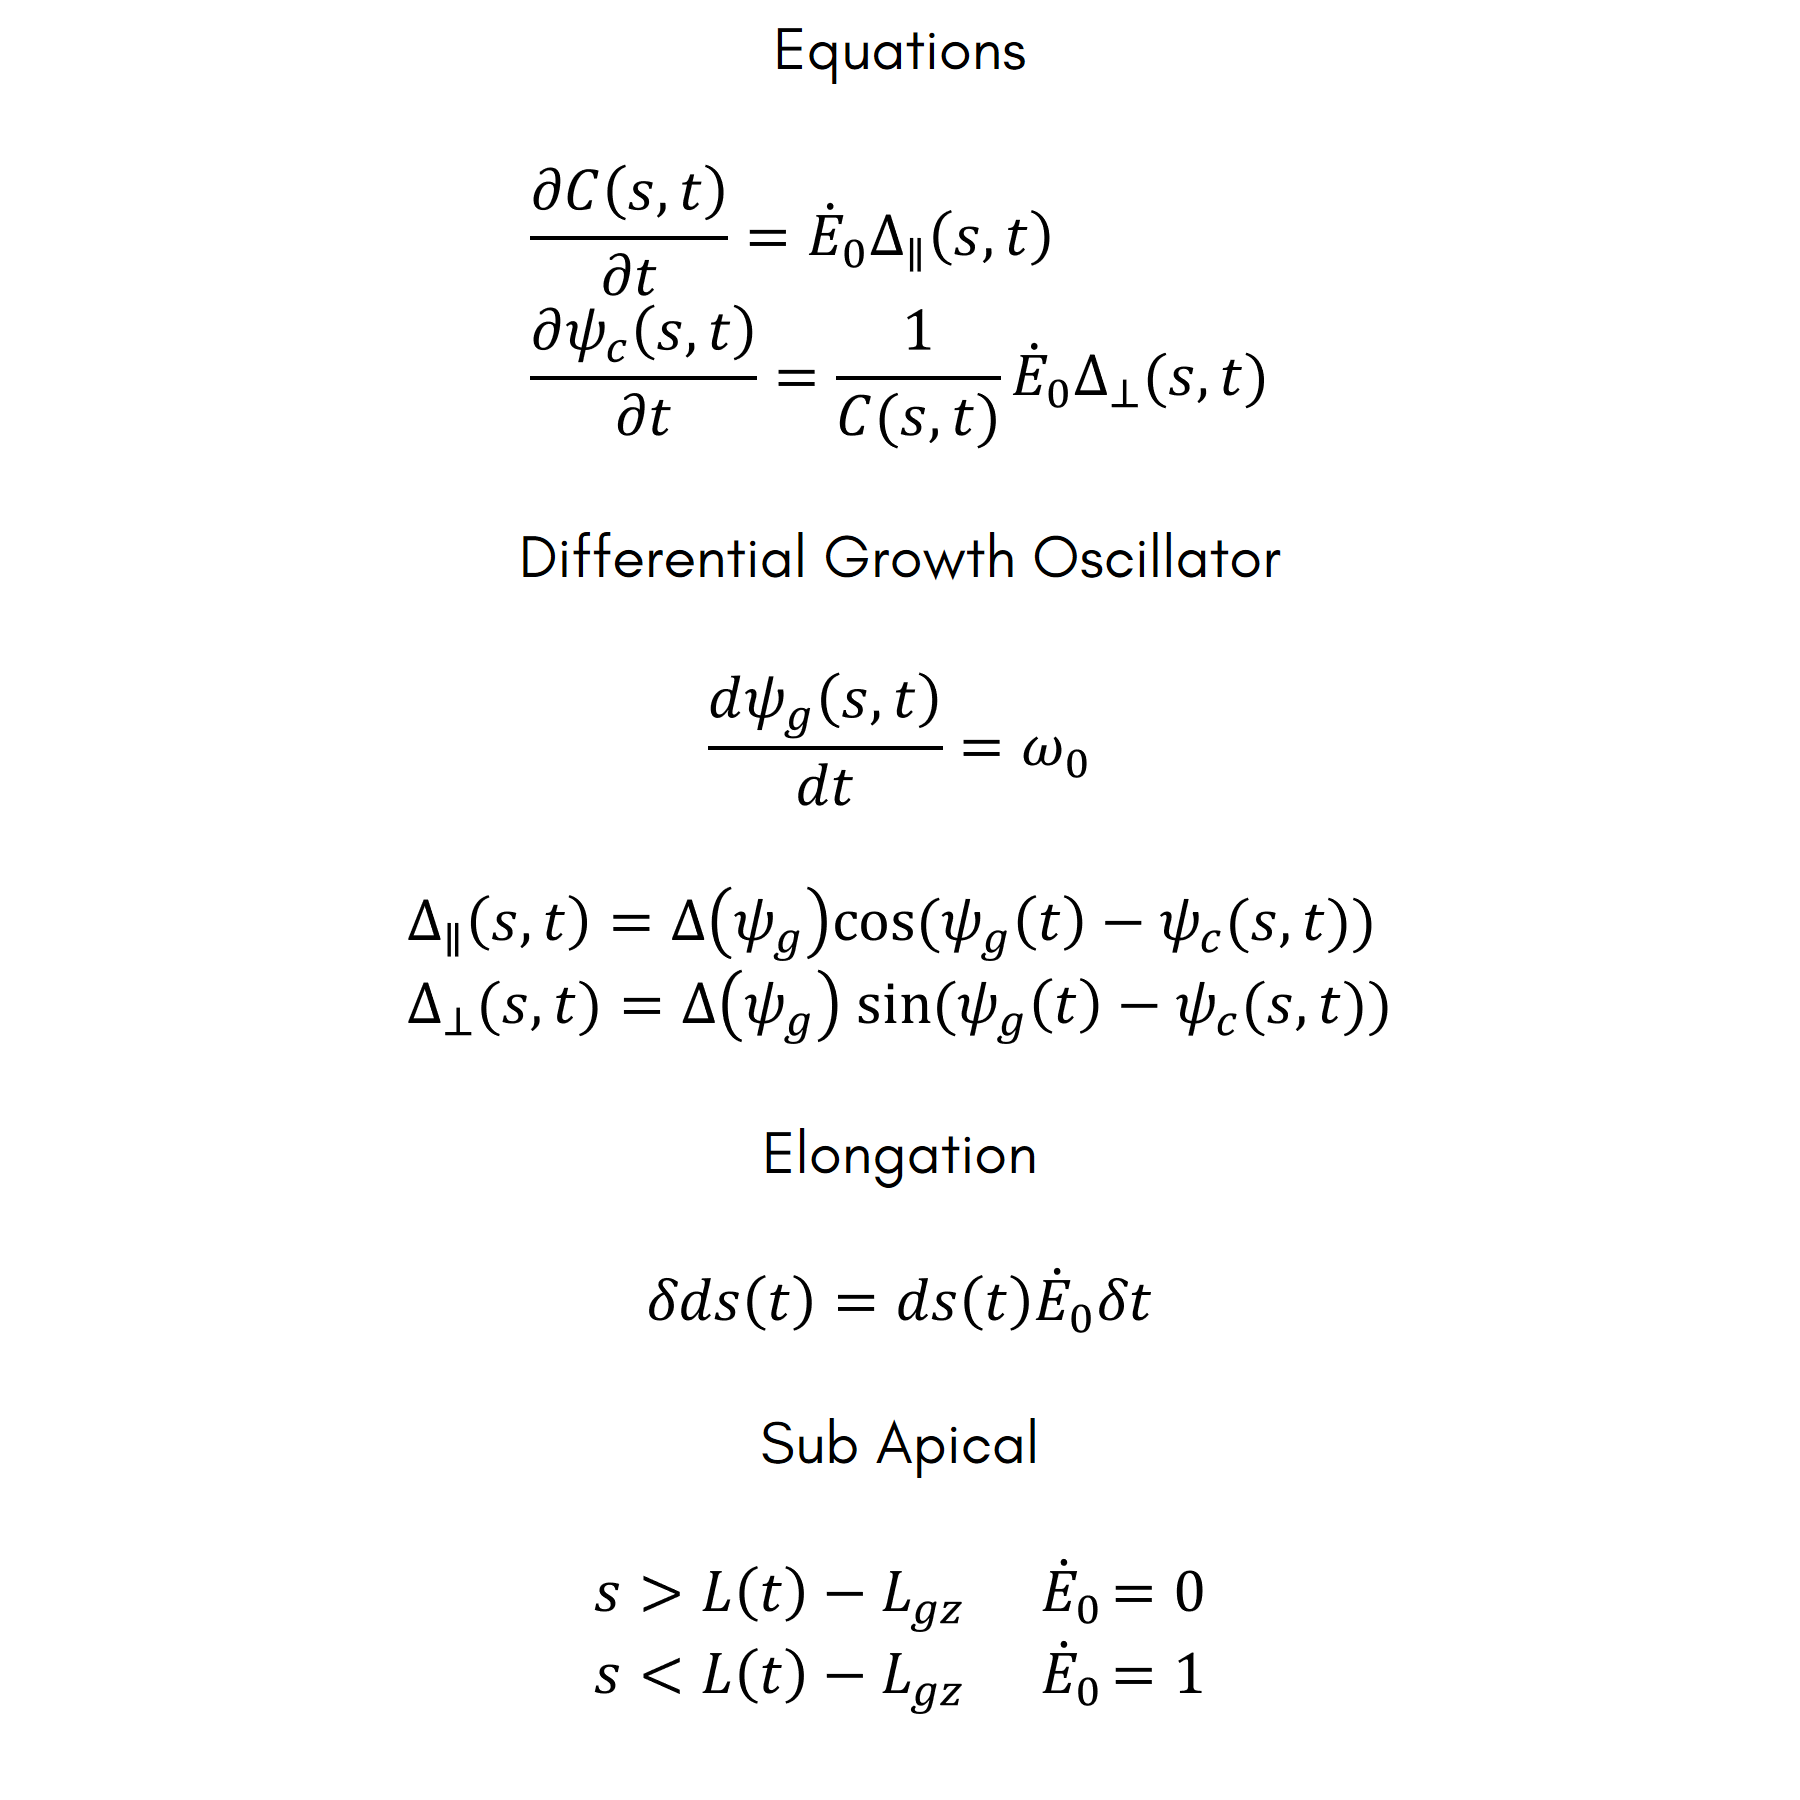 Equations
∂C(s, t)/∂t = Ė₀Δ∥(s, t)
∂ψ_c(s, t)/∂t = 1/C(s, t) Ė₀Δ⊥(s, t)
Differential Growth Oscillator
dψ_g(s, t)/dt = ω₀
Δ∥(s, t) = Δ(ψ_g)cos(ψ_g(t) − ψ_c(s, t))
Δ⊥(s, t) = Δ(ψ_g) sin(ψ_g(t) − ψ_c(s, t))
Elongation
δds(t) = ds(t)Ė₀δt
Sub Apical
s > L(t) − L_gz Ė₀ = 0
s < L(t) − L_gz Ė₀ = 1